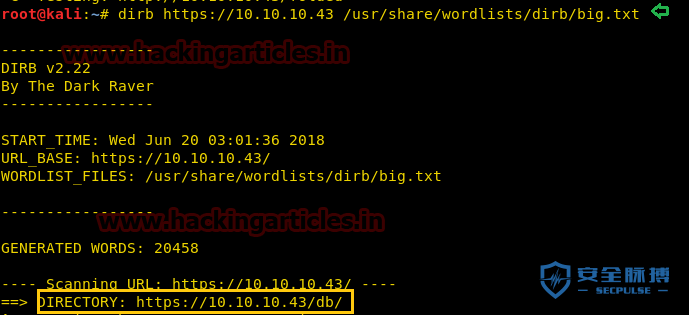 root@kali:~# dirb https://10.10.10.43 /usr/share/wordlists/dirb/big.txt
-----------------
www.hackingarticles.in
DIRB v2.22
By The Dark Raver
-----------------
START_TIME: Wed Jun 20 03:01:36 2018
URL_BASE: https://10.10.10.43/
WORDLIST_FILES: /usr/share/wordlists/dirb/big.txt
-----------------
www.hackingarticles.in
GENERATED WORDS: 20458
---- Scanning URL: https://10.10.10.43/ ----
==> DIRECTORY: https://10.10.10.43/db/
安全脉搏
SECPULSE